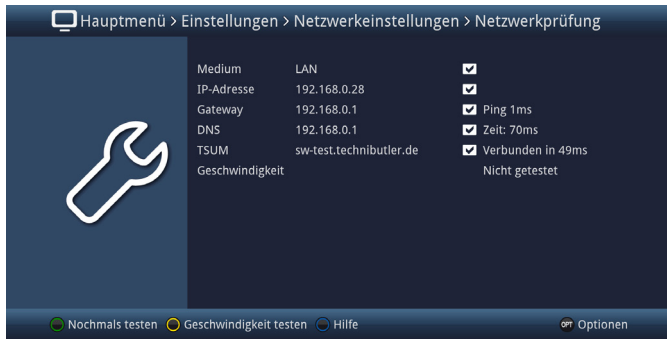 Hauptmenü > Einstellungen > Netzwerkeinstellungen > Netzwerkprüfung
Medium LAN
IP-Adresse 192.168.0.28
Gateway 192.168.0.1 Ping 1ms
DNS 192.168.0.1 Zeit: 70ms
TSUM sw-test.technibutler.de Verbunden in 49ms
Geschwindigkeit Nicht getestet
Nochmals testen Geschwindigkeit testen Hilfe OPT Optionen